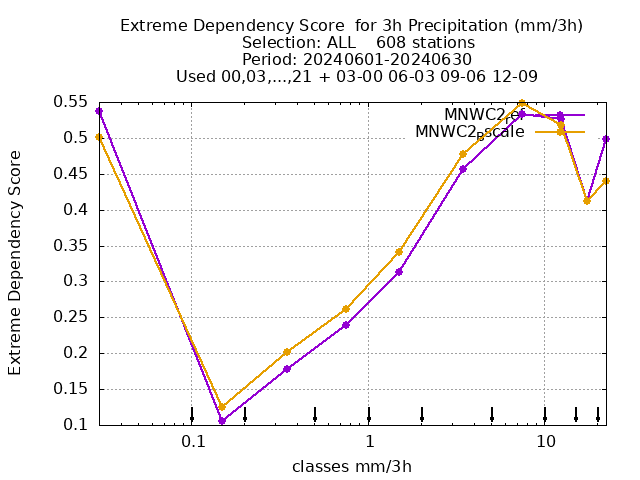 Extreme Dependency Score  for 3h Precipitation (mm/3h)
Selection: ALL    608 stations
Period: 20240601-20240630
Used 00,03,...,21 + 03-00 06-03 09-06 12-09
MNWC2_ref
MNWC2_pscale
Extreme Dependency Score
0.55
0.5
0.45
0.4
0.35
0.3
0.25
0.2
0.15
0.1
0.1 1 10
classes mm/3h